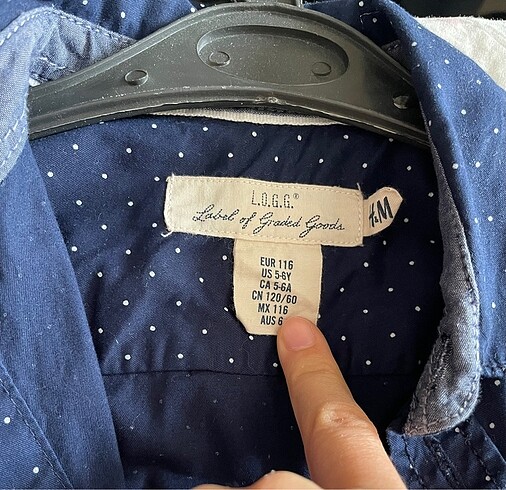 L.O.G.G.®
Label of Graded Goods
H&M
EUR 116
US 5-6Y
CA 5-6A
CN 120/60
MX 116
AUS 6